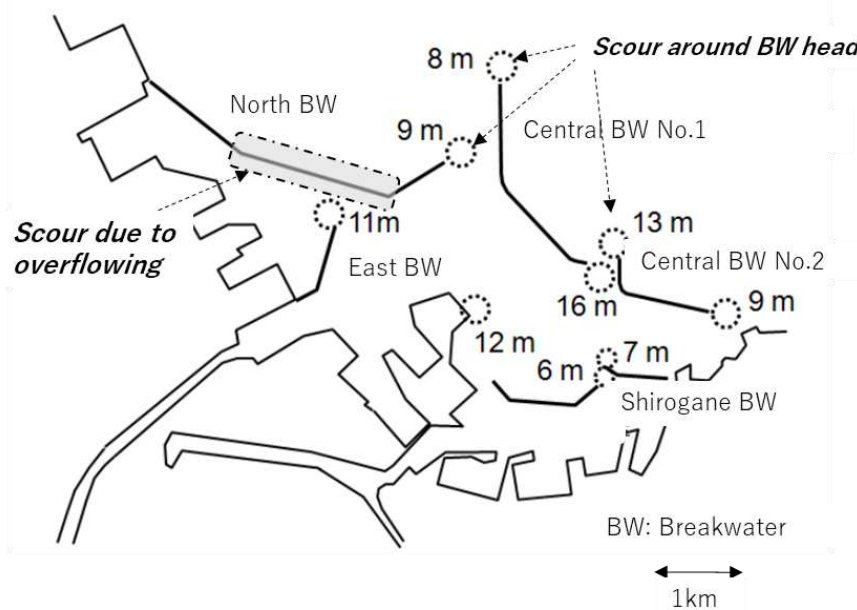 8 m
Scour around BW head
North BW
9 m
Central BW No.1
11m
13 m
Scour due to
overflowing
East BW
Central BW No.2
16 m
9 m
12 m
7 m
6 m
Shirogane BW
BW: Breakwater
1km